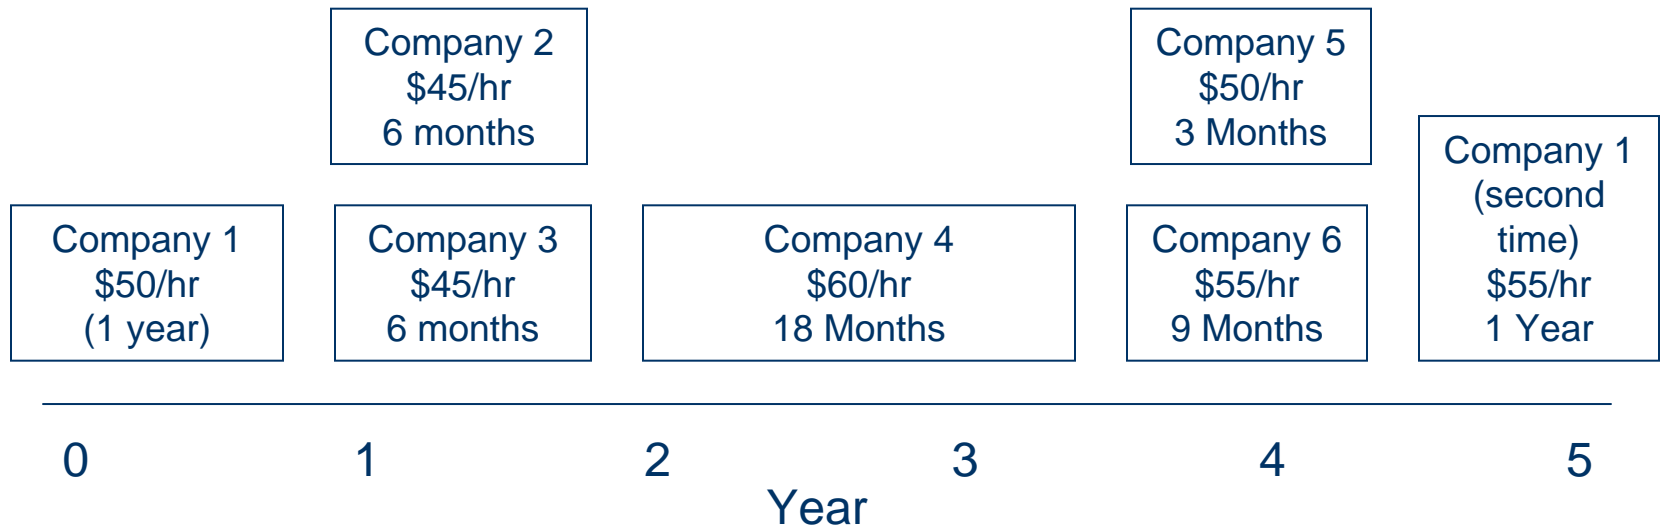 Company 2
$45/hr
6 months
Company 5
$50/hr
3 Months
Company 1
$50/hr
(1 year)
Company 3
$45/hr
6 months
Company 4
$60/hr
18 Months
Company 6
$55/hr
9 Months
Company 1
(second
time)
$55/hr
1 Year
0 1 2 3 4 5
Year